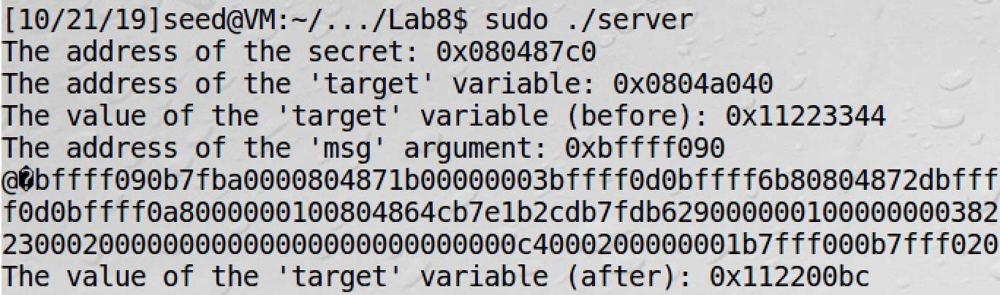 [10/21/19]seed@VM:~/.../Lab8$ sudo ./server
The address of the secret: 0x080487c0
The address of the 'target' variable: 0x0804a040
The value of the 'target' variable (before): 0x11223344
The address of the 'msg' argument: 0xbffff090
@�bffff090b7fba0000804871b00000003bffff0d0bffff6b80804872dbfff
f0d0bffff0a80000000100804864cb7e1b2cdb7fdb62900000001000000000382
2300020000000000000000000000000c4000200000001b7fff000b7fff020
The value of the 'target' variable (after): 0x112200bc